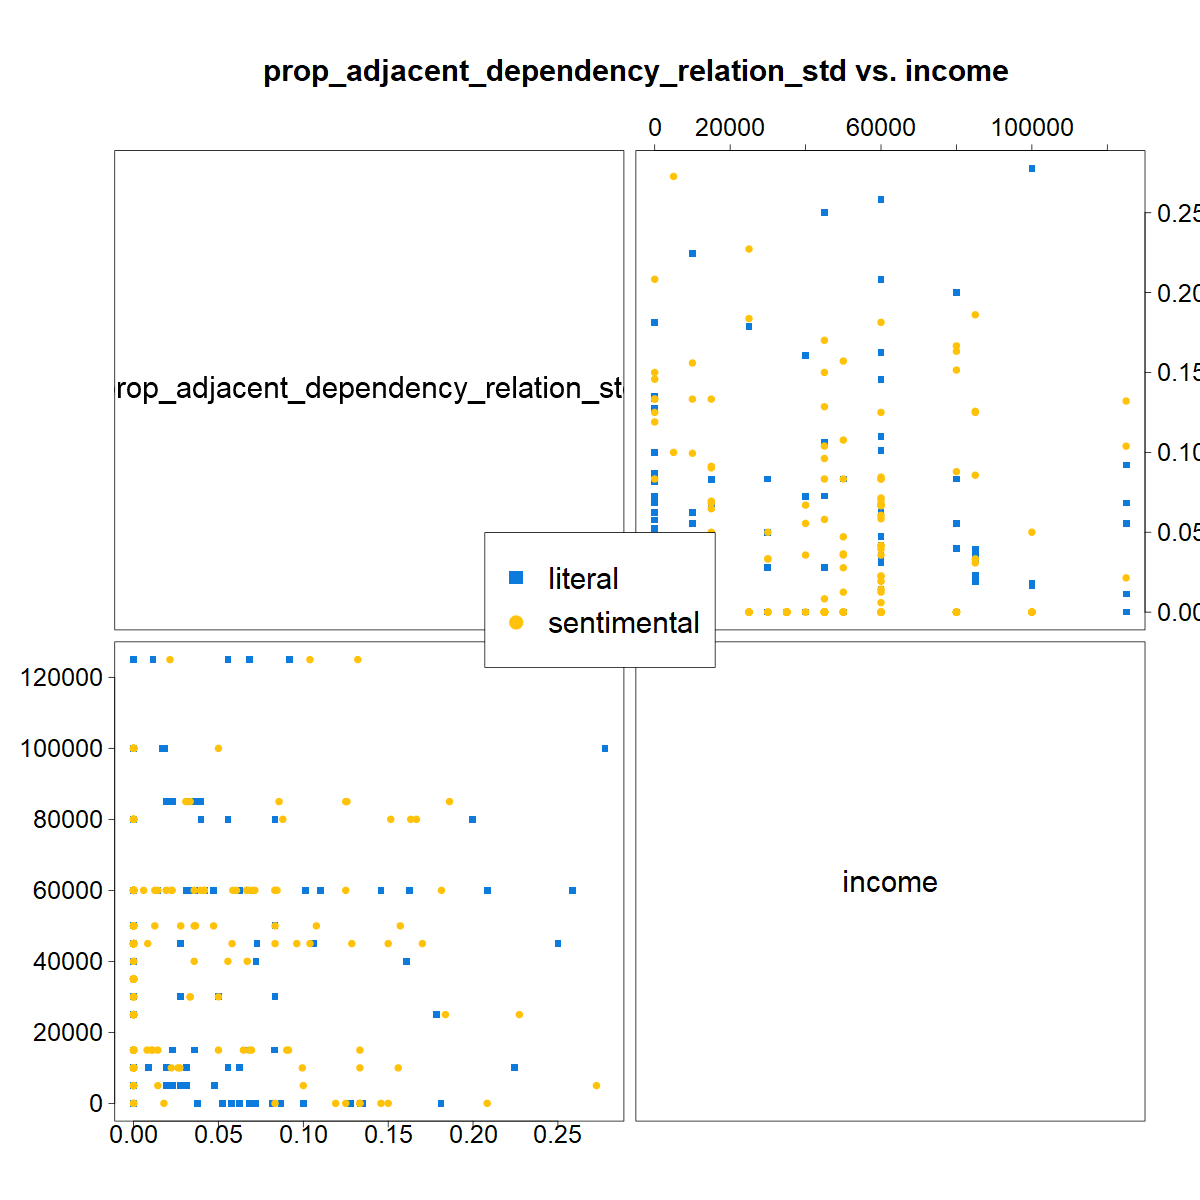 prop_adjacent_dependency_relation_std vs. income
0 20000 60000 100000
rop_adjacent_dependency_relation_st
0.25
0.20
0.15
0.10
0.05
0.00
literal
sentimental
120000
100000
80000
60000
40000
20000
0
income
0.00 0.05 0.10 0.15 0.20 0.25